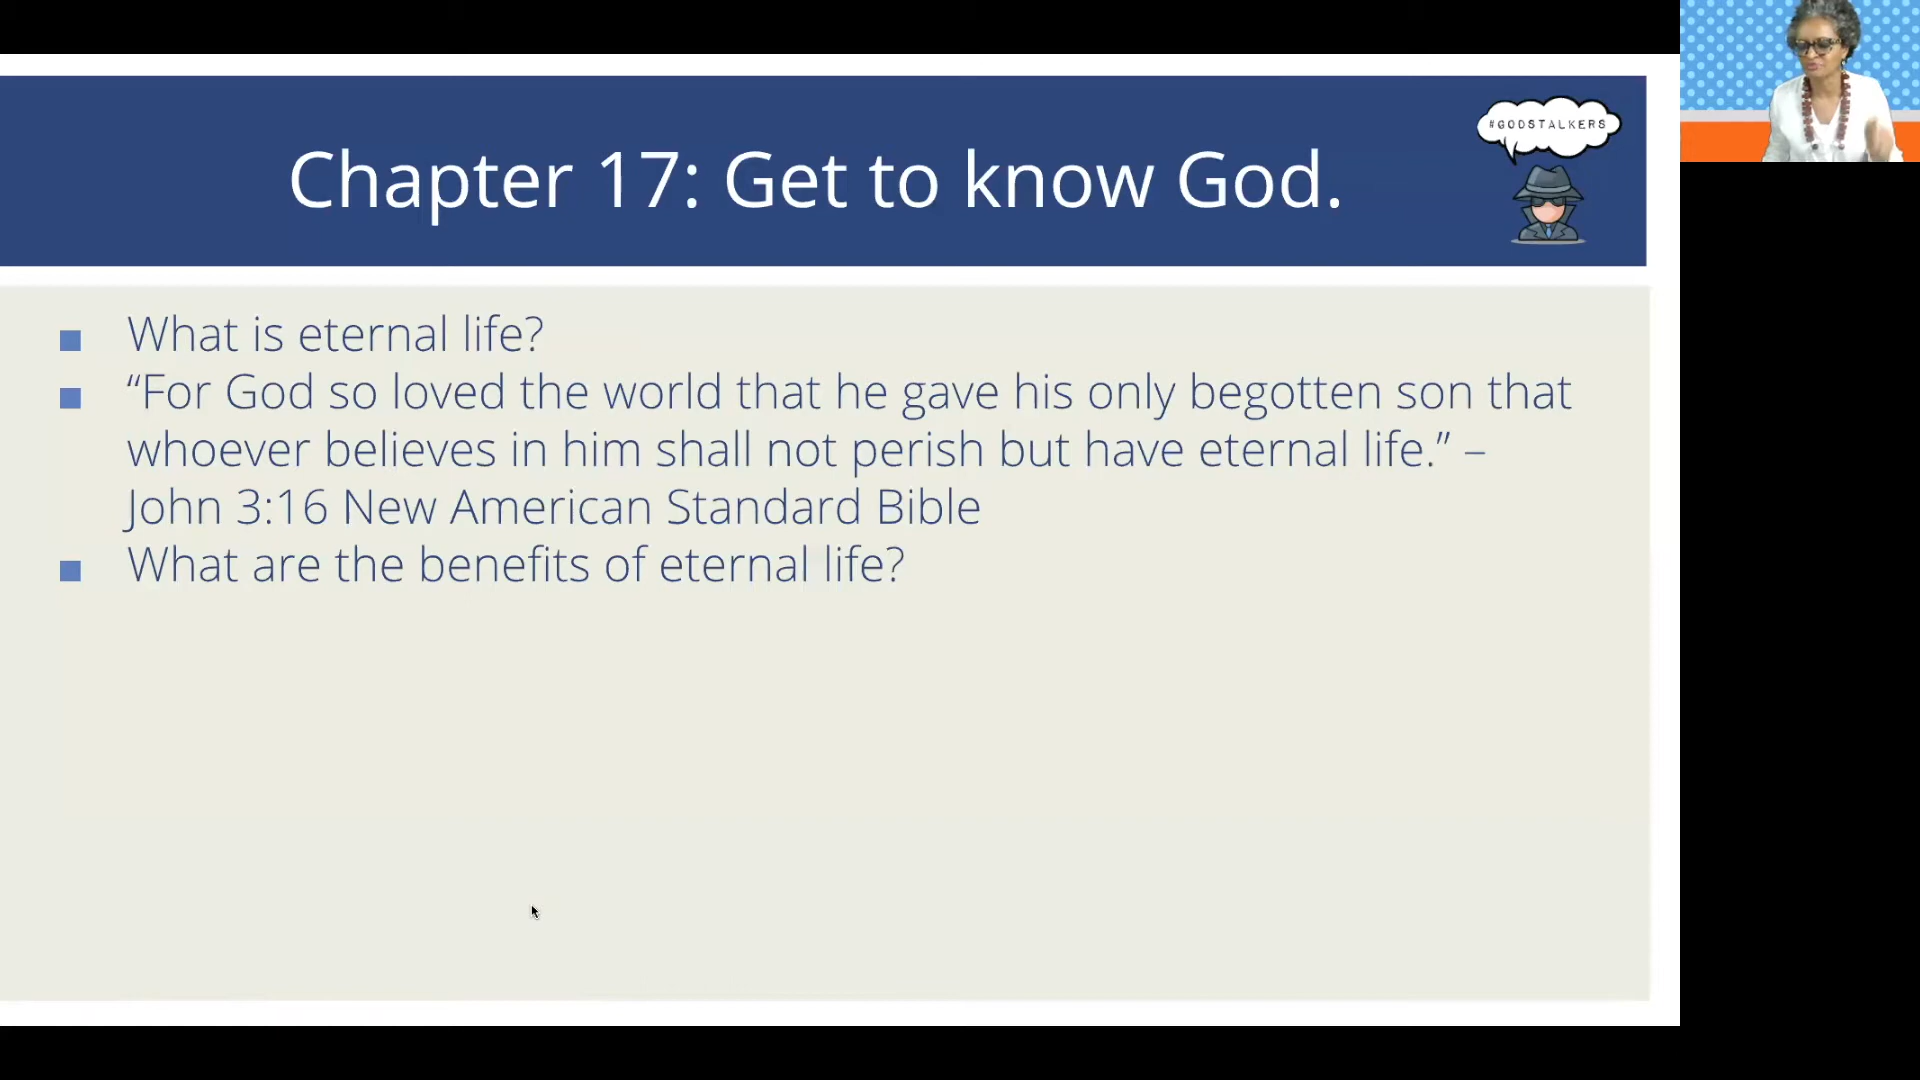 #GODSTALKERS
Chapter 17: Get to know God.
What is eternal life?
“For God so loved the world that he gave his only begotten son that
whoever believes in him shall not perish but have eternal life.” –
John 3:16 New American Standard Bible
What are the benefits of eternal life?